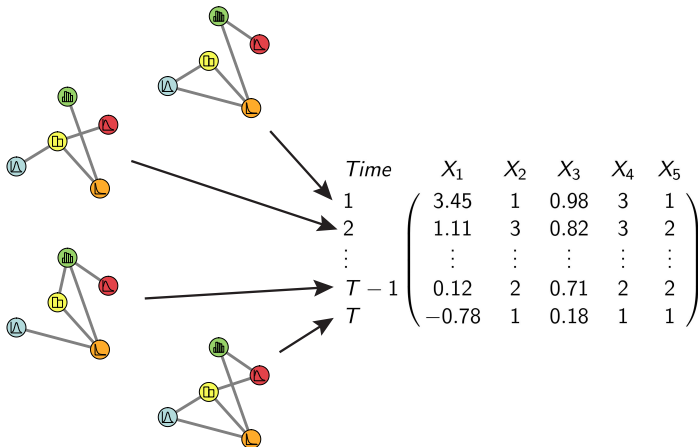 Time X₁ X₂ X₃ X₄ X₅
1 3.45 1 0.98 3 1
2 1.11 3 0.82 3 2
⋮ ⋮ ⋮ ⋮ ⋮ ⋮
T − 1 0.12 2 0.71 2 2
T −0.78 1 0.18 1 1